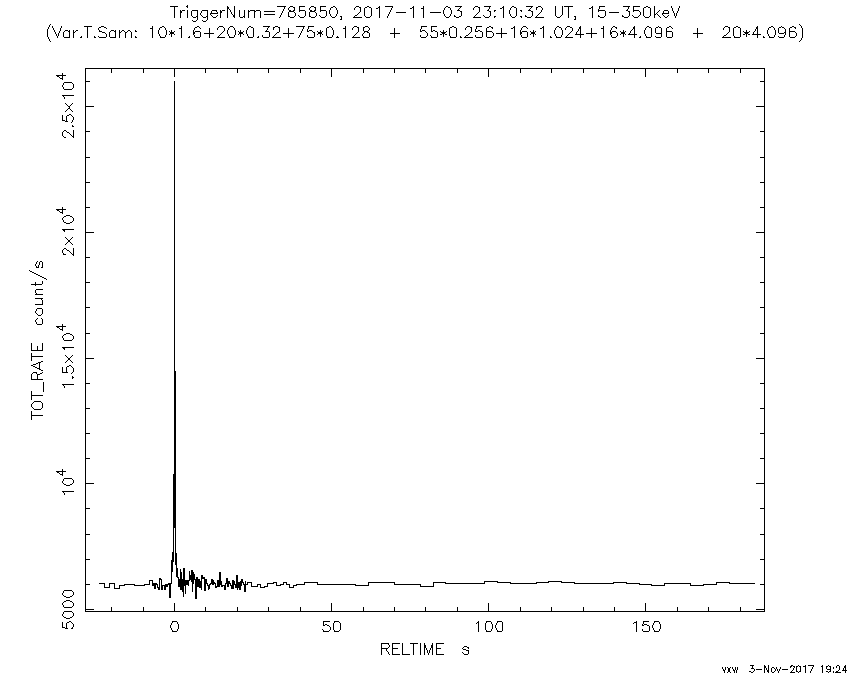 TriggerNum=785850, 2017-11-03 23:10:32 UT, 15-350keV
(Var.T.Sam: 10*1.6+20*0.32+75*0.128 + 55*0.256+16*1.024+16*4.096 + 20*4.096)
TOT_RATE count/s
2.5×10⁴
2×10⁴
1.5×10⁴
10⁴
5000
0 50 100 150
RELTIME s
vxw 3-Nov-2017 19:24